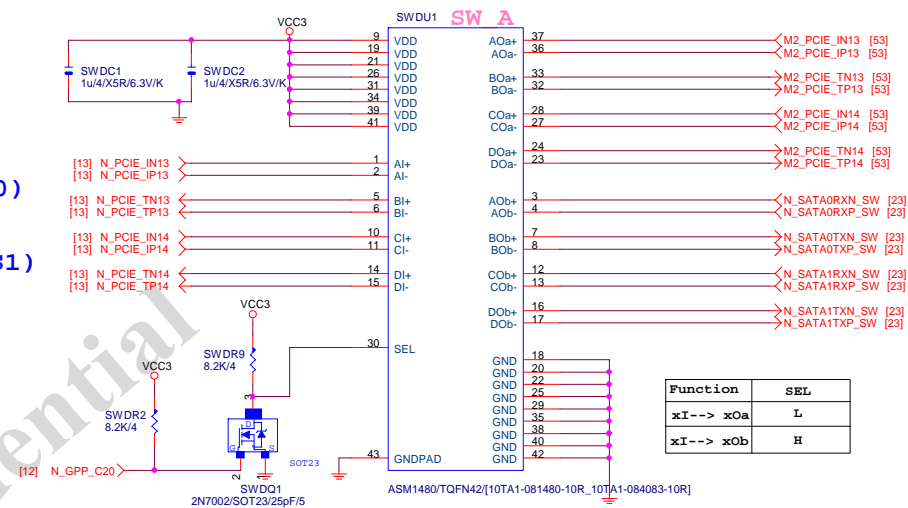 SWDU1 SW A
VCC3
SWDC1
1u/4/X5R/6.3V/K
SWDC2
1u/4/X5R/6.3V/K
9 VDD
19 VDD
21 VDD
26 VDD
31 VDD
34 VDD
39 VDD
41 VDD
[13] N_PCIE_IN13 1 AI+
[13] N_PCIE_IP13 2 AI-
[13] N_PCIE_TN13 5 BI+
[13] N_PCIE_TP13 6 BI-
[13] N_PCIE_IN14 10 CI+
[13] N_PCIE_IP14 11 CI-
[13] N_PCIE_TN14 14 DI+
[13] N_PCIE_TP14 15 DI-
0)
S1)
ential
VCC3
SWDR9
8.2K/4
30 SEL
VCC3
SWDR2
8.2K/4
[12] N_GPP_C20
3
D
G S
2 1
SOT23
SWDQ1
2N7002/SOT23/25pF/5
43 GNDPAD
AOa+ 37 M2_PCIE_IN13 [53]
AOa- 36 M2_PCIE_IP13 [53]
BOa+ 33 M2_PCIE_TN13 [53]
BOa- 32 M2_PCIE_TP13 [53]
COa+ 28 M2_PCIE_IN14 [53]
COa- 27 M2_PCIE_IP14 [53]
DOa+ 24 M2_PCIE_TN14 [53]
DOa- 23 M2_PCIE_TP14 [53]
AOb+ 3 N_SATA0RXN_SW [23]
AOb- 4 N_SATA0RXP_SW [23]
BOb+ 7 N_SATA0TXN_SW [23]
BOb- 8 N_SATA0TXP_SW [23]
COb+ 12 N_SATA1RXN_SW [23]
COb- 13 N_SATA1RXP_SW [23]
DOb+ 16 N_SATA1TXN_SW [23]
DOb- 17 N_SATA1TXP_SW [23]
GND 18
GND 20
GND 22
GND 25
GND 29
GND 35
GND 38
GND 40
GND 42
ASM1480/TQFN42/[10TA1-081480-10R_10TA1-084083-10R]
Function SEL
xI--> xOa L
xI--> xOb H